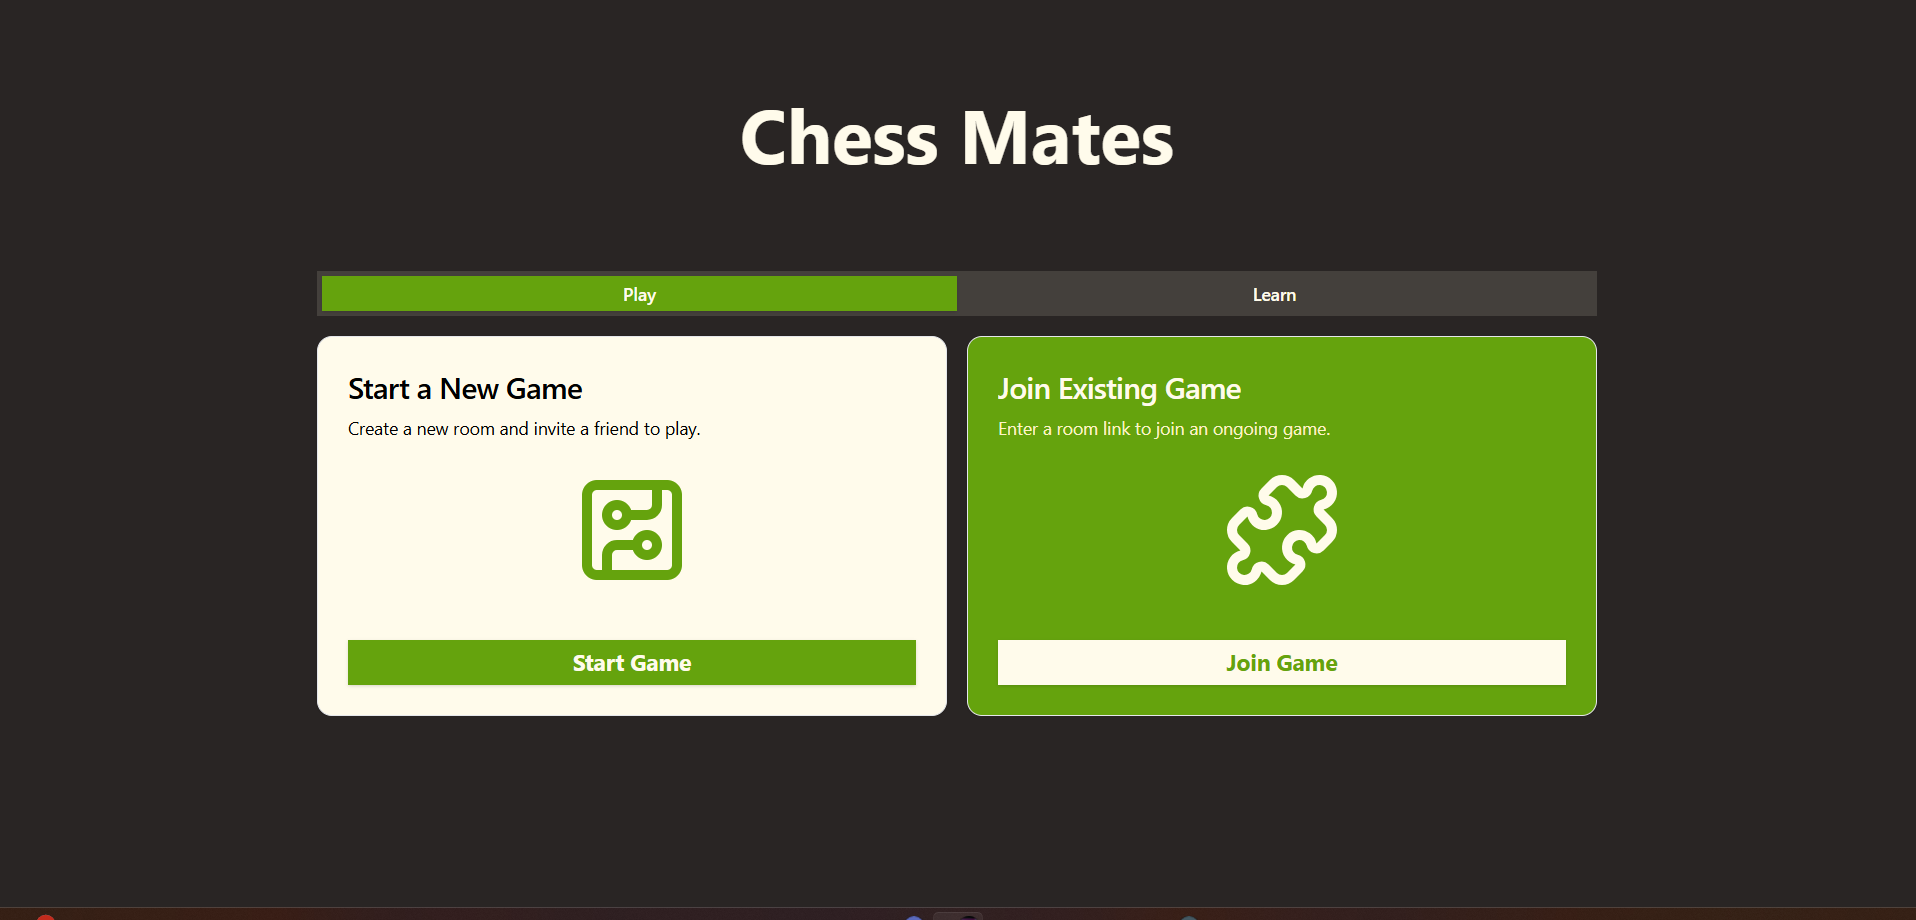 Chess Mates
Play
Learn
Start a New Game
Create a new room and invite a friend to play.
Start Game
Join Existing Game
Enter a room link to join an ongoing game.
Join Game